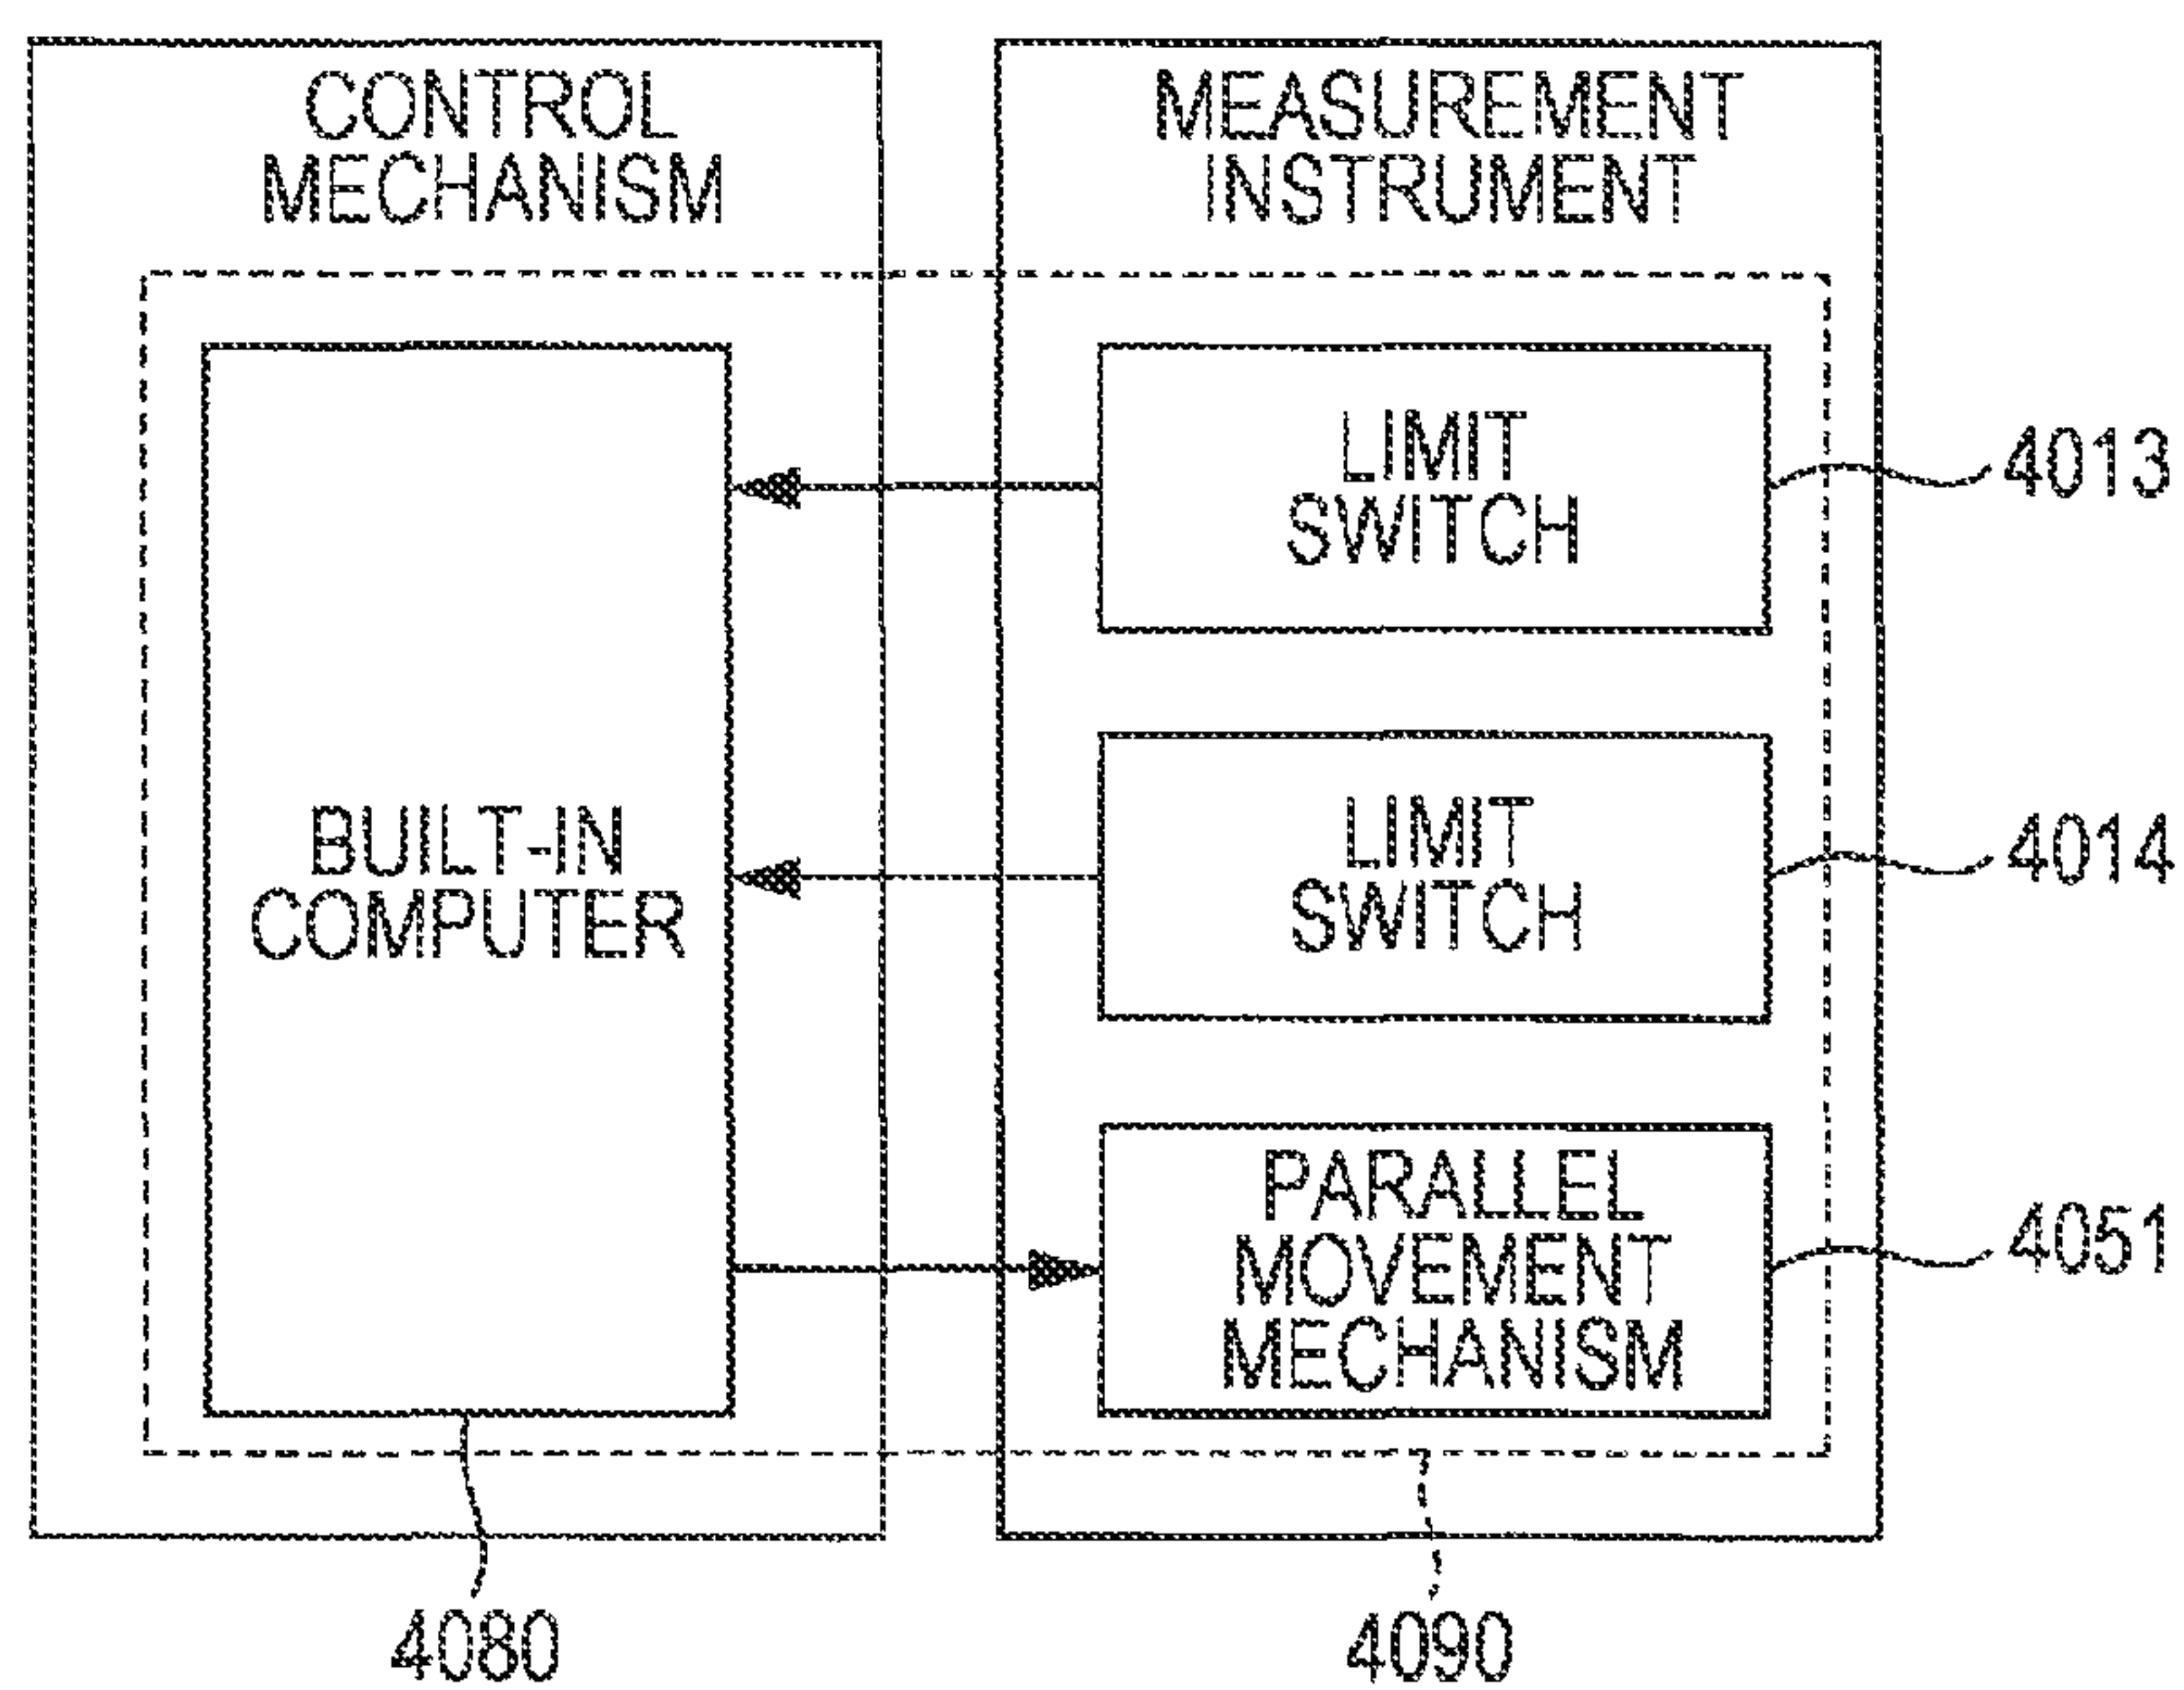 CONTROL
MECHANISM
MEASUREMENT
INSTRUMENT
BUILT-IN
COMPUTER
LIMIT
SWITCH
4013
LIMIT
SWITCH
4014
PARALLEL
MOVEMENT
MECHANISM
4051
4080
4090